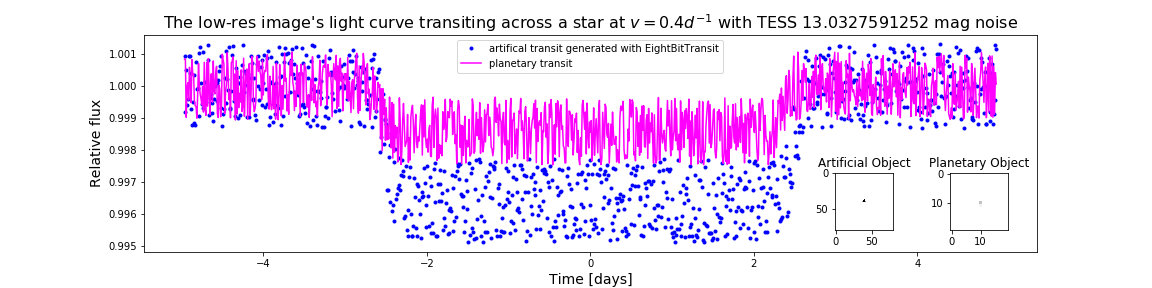 The low-res image's light curve transiting across a star at v = 0.4d⁻¹ with TESS 13.0327591252 mag noise
artifical transit generated with EightBitTransit
planetary transit
Relative flux
1.001
1.000
0.999
0.998
0.997
0.996
0.995
Artificial Object
Planetary Object
0
50
0
50
0
10
0
10
−4
−2
0
2
4
Time [days]